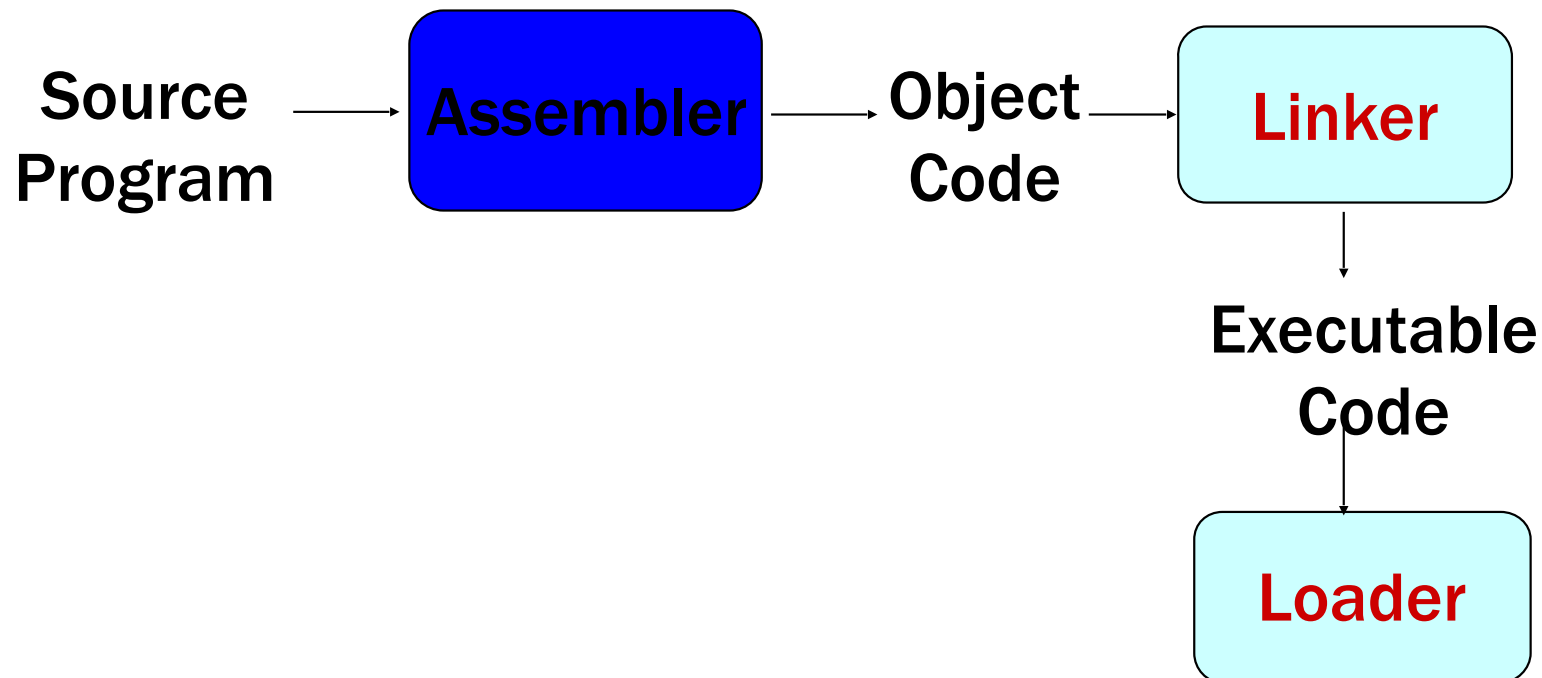 Source
Program
Assembler
Object
Code
Linker
Executable
Code
Loader